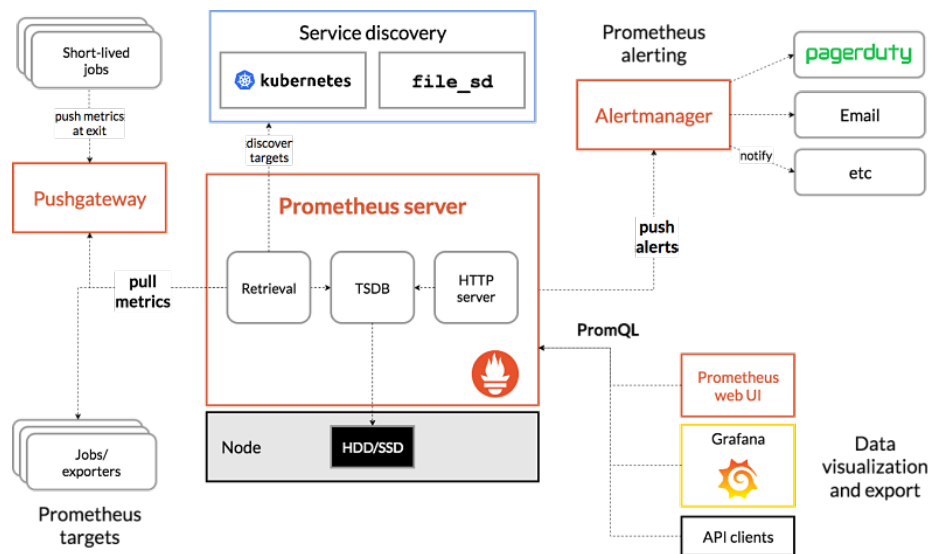 Short-lived
jobs
push metrics
at exit
Pushgateway
pull
metrics
Jobs/
exporters
Prometheus
targets
Service discovery
kubernetes
file_sd
discover
targets
Prometheus server
Retrieval
TSDB
HTTP
server
Node
HDD/SSD
Prometheus
alerting
Alertmanager
pagerduty
Email
notify
etc
push
alerts
PromQL
Prometheus
web UI
Grafana
API clients
Data
visualization
and export